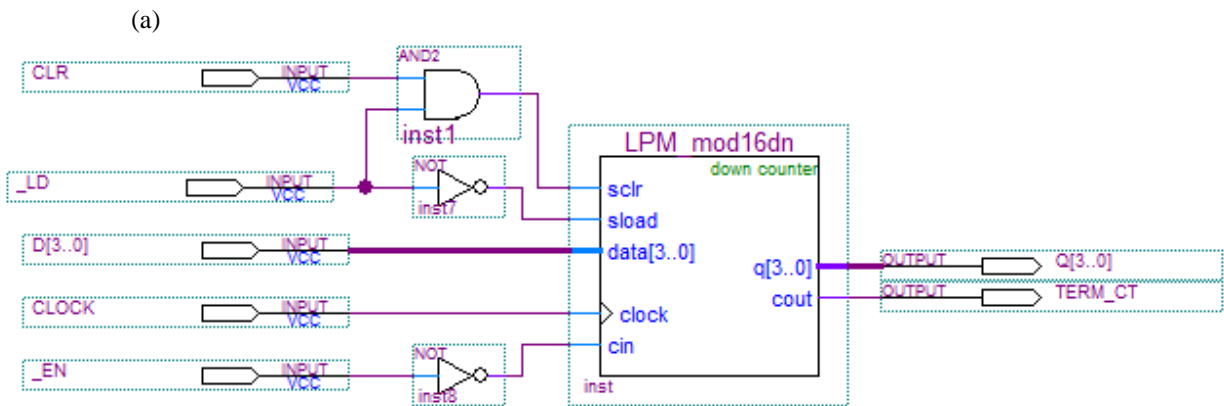 (a)
AND2
CLR
INPUT
VCC
inst1
LPM_mod16dn
down counter
_LD
INPUT
VCC
NOT
inst7
sclr
sload
D[3..0]
INPUT
VCC
data[3..0]
q[3..0]
OUTPUT
Q[3..0]
cout
OUTPUT
TERM_CT
CLOCK
INPUT
VCC
clock
_EN
INPUT
VCC
NOT
inst8
cin
inst